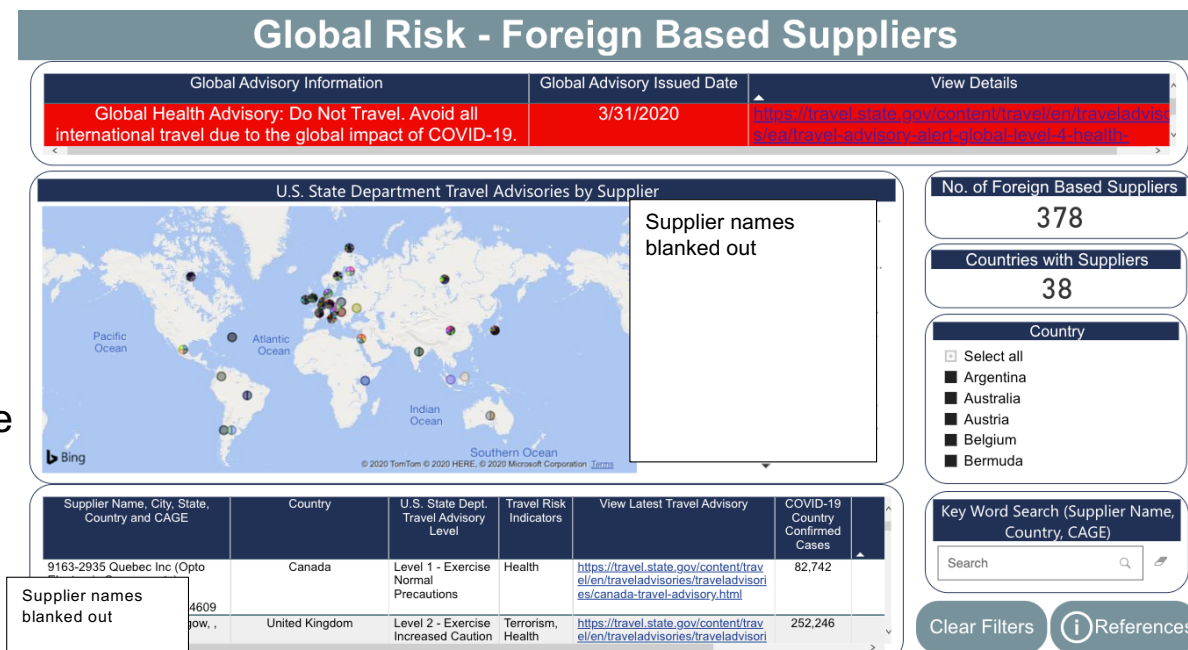 Global Risk - Foreign Based Suppliers
Global Advisory Information
Global Advisory Issued Date
View Details
Global Health Advisory: Do Not Travel. Avoid all
international travel due to the global impact of COVID-19.
3/31/2020
https://travel.state.gov/content/travel/en/traveladviso
s/ea/travel-advisory-alert-global-level-4-health-
U.S. State Department Travel Advisories by Supplier
Supplier names
blanked out
Pacific
Ocean
Atlantic
Ocean
Indian
Ocean
Southern Ocean
Bing
© 2020 TomTom © 2020 HERE, © 2020 Microsoft Corporation Terms
No. of Foreign Based Suppliers
378
Countries with Suppliers
38
Country
Select all
Argentina
Australia
Austria
Belgium
Bermuda
e
Supplier Name, City, State,
Country and CAGE
Country
U.S. State Dept.
Travel Advisory
Level
Travel Risk
Indicators
View Latest Travel Advisory
COVID-19
Country
Confirmed
Cases
9163-2935 Quebec Inc (Opto
4609
Canada
Level 1 - Exercise
Normal
Precautions
Health
https://travel.state.gov/content/trav
el/en/traveladvisories/traveladvisori
es/canada-travel-advisory.html
82,742
gow, ,
United Kingdom
Level 2 - Exercise
Increased Caution
Terrorism,
Health
https://travel.state.gov/content/trav
el/en/traveladvisories/traveladvisori
252,246
Supplier names
blanked out
Key Word Search (Supplier Name,
Country, CAGE)
Search
Clear Filters
i
References